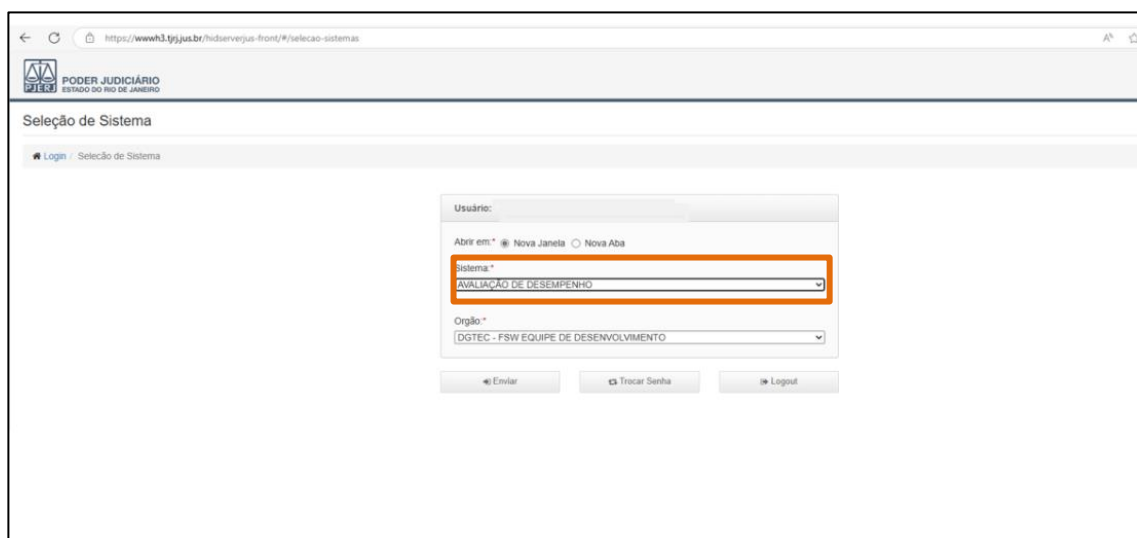 https://wwwh3.tjrj.jus.br/hidserverjus-front/#/selecao-sistemas
PJERJ
PODER JUDICIÁRIO
ESTADO DO RIO DE JANEIRO
Seleção de Sistema
Login / Selecão de Sistema
Usuário:
Abrir em:* Nova Janela Nova Aba
Sistema:*
AVALIAÇÃO DE DESEMPENHO
Orgão:*
DGTEC - FSW EQUIPE DE DESENVOLVIMENTO
Enviar Trocar Senha Logout